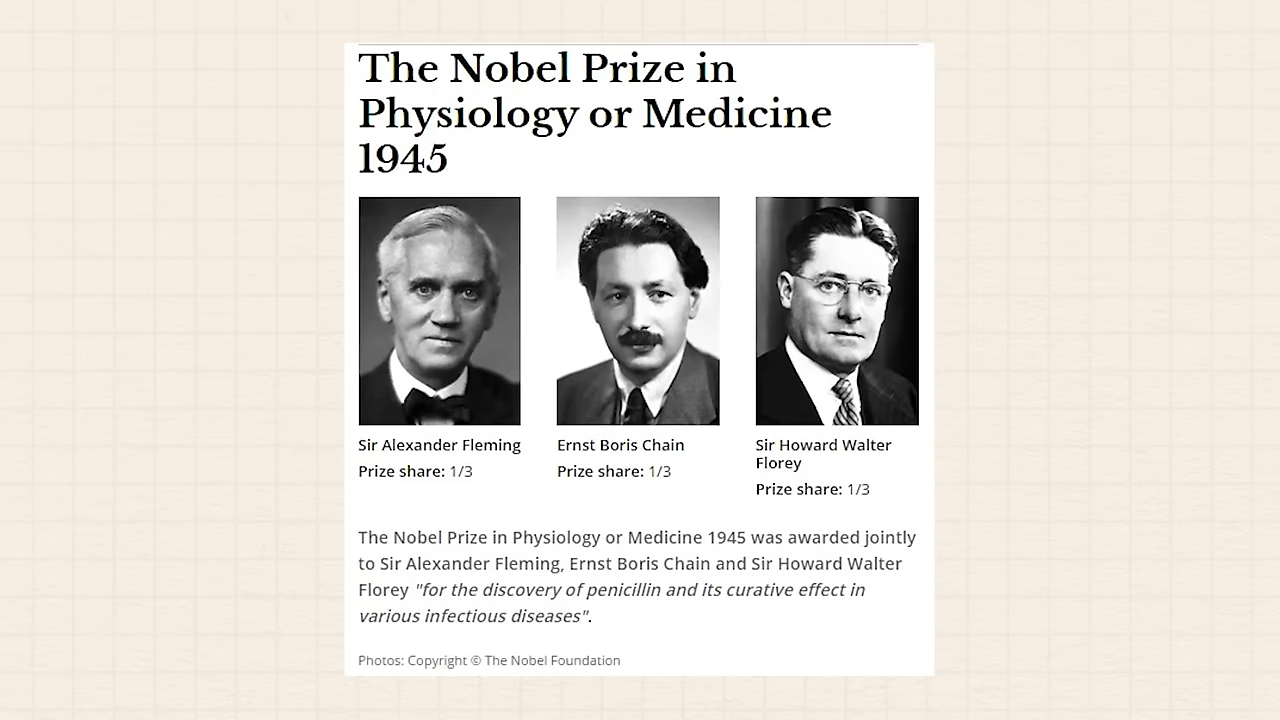 The Nobel Prize in
Physiology or Medicine
1945
Sir Alexander Fleming
Prize share: 1/3
Ernst Boris Chain
Prize share: 1/3
Sir Howard Walter
Florey
Prize share: 1/3
The Nobel Prize in Physiology or Medicine 1945 was awarded jointly
to Sir Alexander Fleming, Ernst Boris Chain and Sir Howard Walter
Florey "for the discovery of penicillin and its curative effect in
various infectious diseases".
Photos: Copyright © The Nobel Foundation